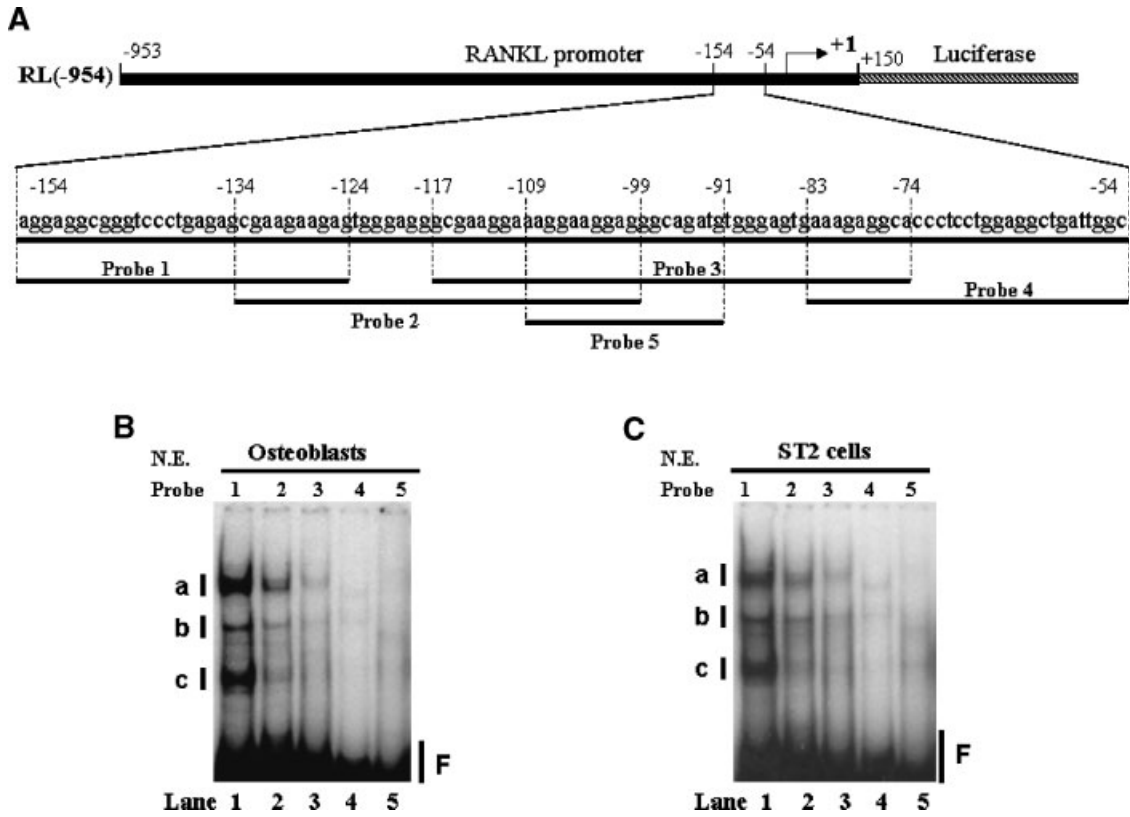 A
-953 RANKL promoter -154 -54 +1 +150 Luciferase
RL(-954)
-154 -134 -124 -117 -109 -99 -91 -83 -74 -54
Probe 1 Probe 3
Probe 2 Probe 4
Probe 5
B
N.E. Osteoblasts
Probe 1 2 3 4 5
a
b
c
F
Lane 1 2 3 4 5
C
N.E. ST2 cells
Probe 1 2 3 4 5
a
b
c
F
Lane 1 2 3 4 5